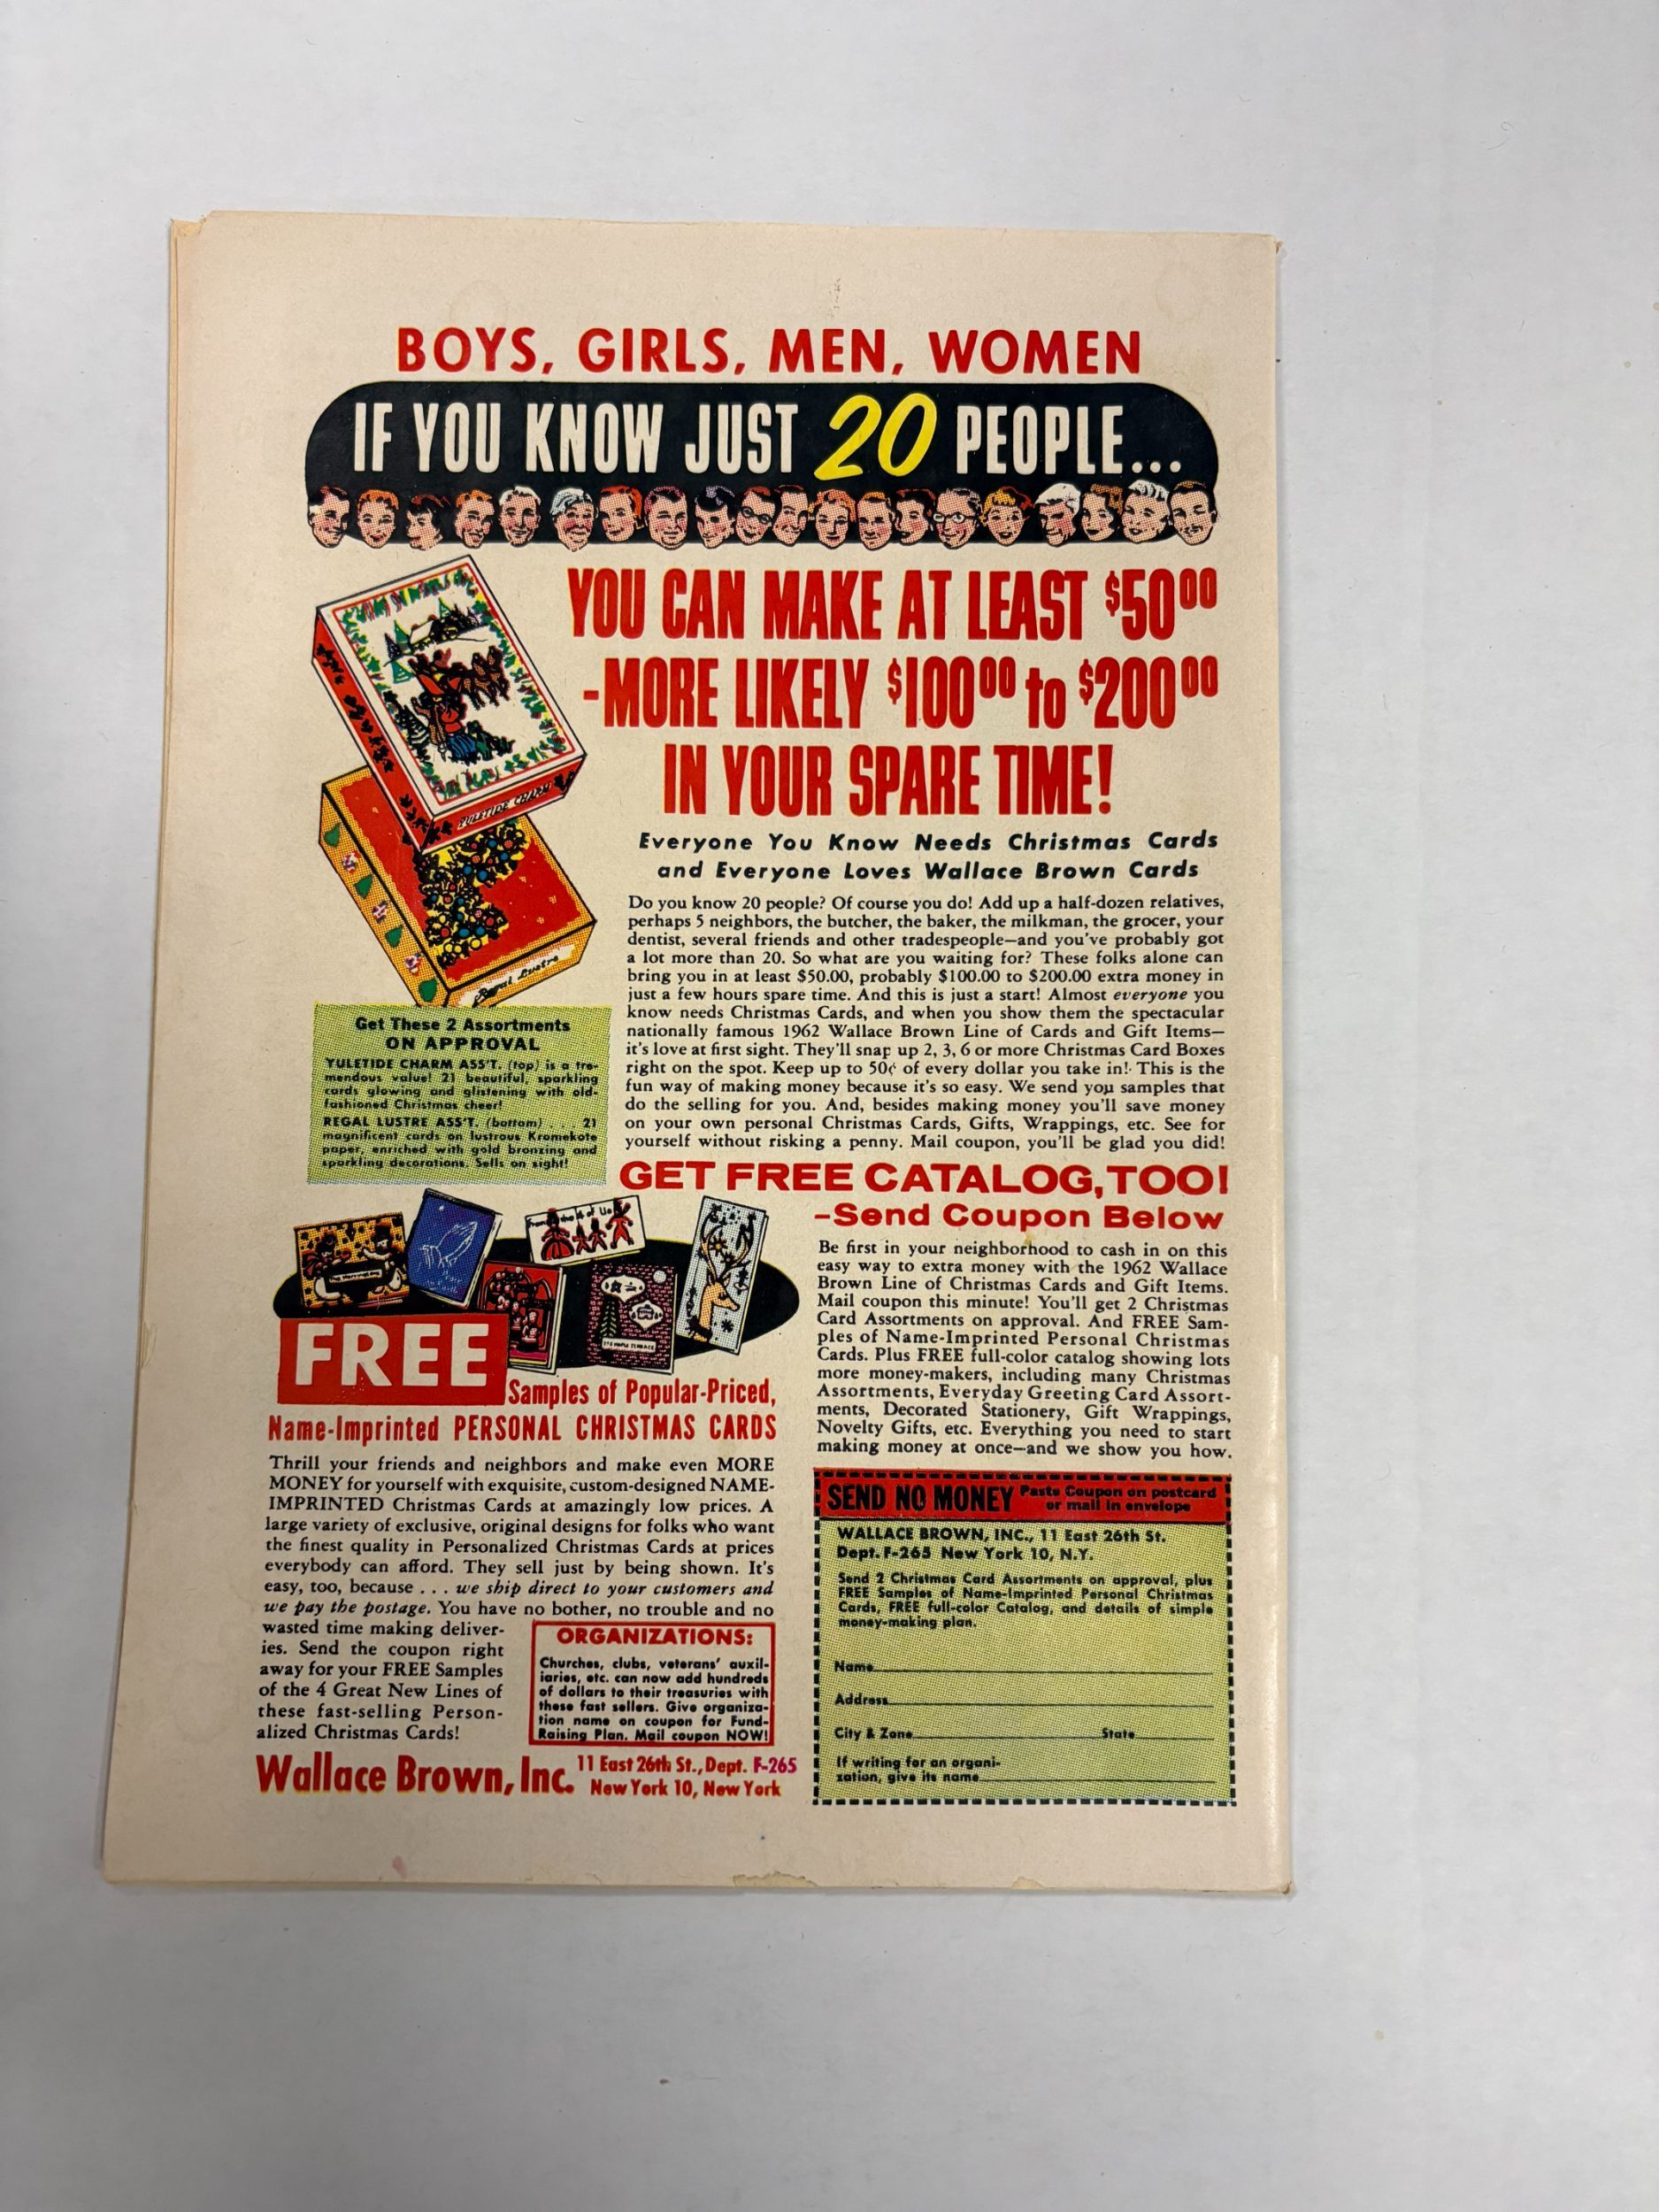 BOYS, GIRLS, MEN, WOMEN
IF YOU KNOW JUST 20 PEOPLE...
YOU CAN MAKE AT LEAST $50 00
-MORE LIKELY $100 00 to $200 00
IN YOUR SPARE TIME!
YULETIDE CHARM
Regal Lustre
Everyone You Know Needs Christmas Cards
and Everyone Loves Wallace Brown Cards
Do you know 20 people? Of course you do! Add up a half-dozen relatives,
perhaps 5 neighbors, the butcher, the baker, the milkman, the grocer, your
dentist, several friends and other tradespeople—and you've probably got
a lot more than 20. So what are you waiting for? These folks alone can
bring you in at least $50.00, probably $100.00 to $200.00 extra money in
just a few hours spare time. And this is just a start! Almost everyone you
know needs Christmas Cards, and when you show them the spectacular
nationally famous 1962 Wallace Brown Line of Cards and Gift Items—
it's love at first sight. They'll snap up 2, 3, 6 or more Christmas Card Boxes
right on the spot. Keep up to 50¢ of every dollar you take in! This is the
fun way of making money because it's so easy. We send you samples that
do the selling for you. And, besides making money you'll save money
on your own personal Christmas Cards, Gifts, Wrappings, etc. See for
yourself without risking a penny. Mail coupon, you'll be glad you did!
Get These 2 Assortments
ON APPROVAL
YULETIDE CHARM ASS'T. (top) is a tre-
mendous value! 21 beautiful, sparkling
cards glowing and glistening with old-
fashioned Christmas cheer!
REGAL LUSTRE ASS'T. (bottom) . . . 21
magnificent cards on lustrous Kromekote
paper, enriched with gold bronzing and
sparkling decorations. Sells on sight!
GET FREE CATALOG, TOO!
–Send Coupon Below
Be first in your neighborhood to cash in on this
easy way to extra money with the 1962 Wallace
Brown Line of Christmas Cards and Gift Items.
Mail coupon this minute! You'll get 2 Christmas
Card Assortments on approval. And FREE Sam-
ples of Name-Imprinted Personal Christmas
Cards. Plus FREE full-color catalog showing lots
more money-makers, including many Christmas
Assortments, Everyday Greeting Card Assort-
ments, Decorated Stationery, Gift Wrappings,
Novelty Gifts, etc. Everything you need to start
making money at once—and we show you how.
From the 4 of Us
FREE
Samples of Popular-Priced,
Name-Imprinted PERSONAL CHRISTMAS CARDS
Thrill your friends and neighbors and make even MORE
MONEY for yourself with exquisite, custom-designed NAME-
IMPRINTED Christmas Cards at amazingly low prices. A
large variety of exclusive, original designs for folks who want
the finest quality in Personalized Christmas Cards at prices
everybody can afford. They sell just by being shown. It's
easy, too, because . . . we ship direct to your customers and
we pay the postage. You have no bother, no trouble and no
wasted time making deliver-
ies. Send the coupon right
away for your FREE Samples
of the 4 Great New Lines of
these fast-selling Person-
alized Christmas Cards!
ORGANIZATIONS:
Churches, clubs, veterans' auxil-
iaries, etc. can now add hundreds
of dollars to their treasuries with
these fast sellers. Give organiza-
tion name on coupon for Fund-
Raising Plan. Mail coupon NOW!
Wallace Brown, Inc. 11 East 26th St., Dept. F-265
New York 10, New York
SEND NO MONEY Paste Coupon on postcard
or mail in envelope
WALLACE BROWN, INC., 11 East 26th St.
Dept. F-265 New York 10, N.Y.
Send 2 Christmas Card Assortments on approval, plus
FREE Samples of Name-Imprinted Personal Christmas
Cards, FREE full-color Catalog, and details of simple
money-making plan.
Name
Address
City & Zone State
If writing for an organi-
zation, give its name